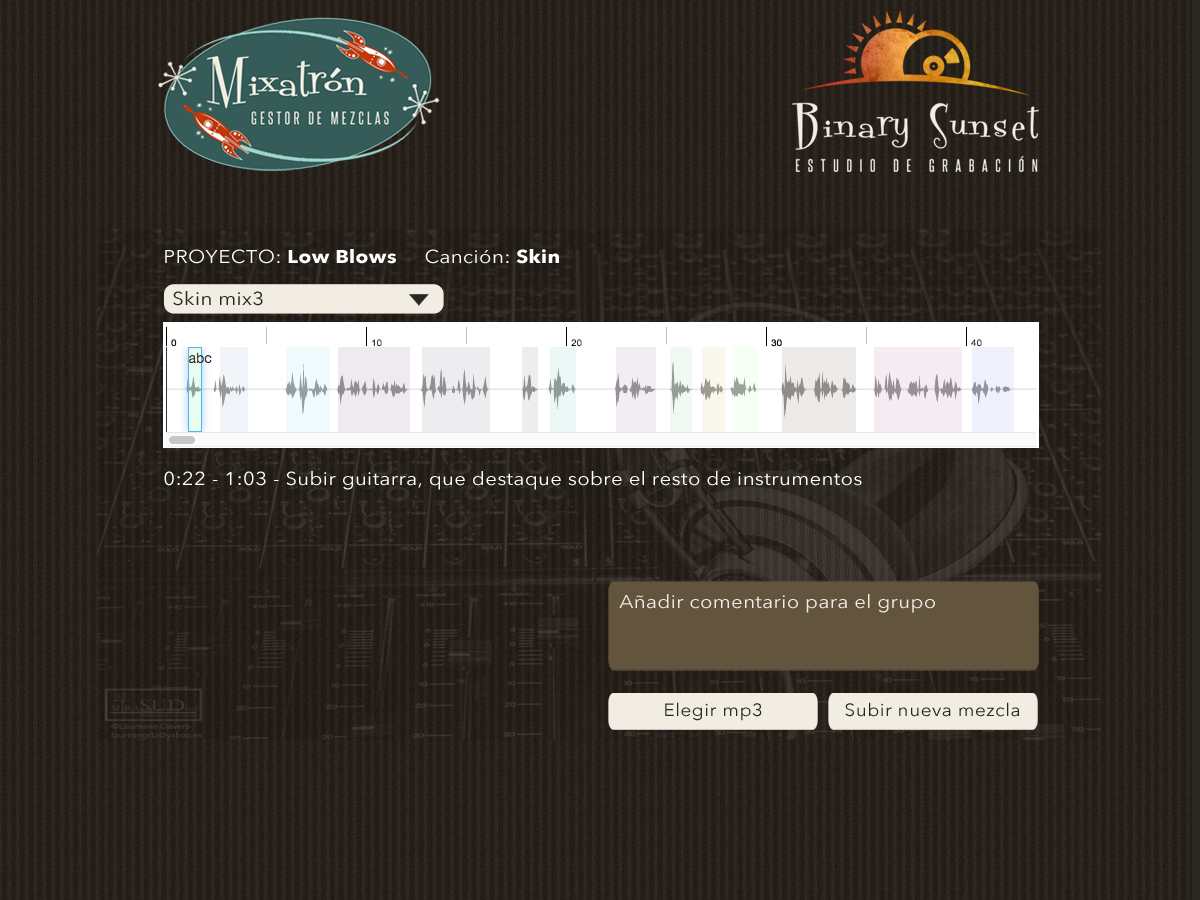 Mixatrón
GESTOR DE MEZCLAS
Binary Sunset
ESTUDIO DE GRABACIÓN
PROYECTO: Low Blows Canción: Skin
Skin mix3
0 10 20 30 40
abc
0:22 - 1:03 - Subir guitarra, que destaque sobre el resto de instrumentos
Añadir comentario para el grupo
Elegir mp3
Subir nueva mezcla
SUD